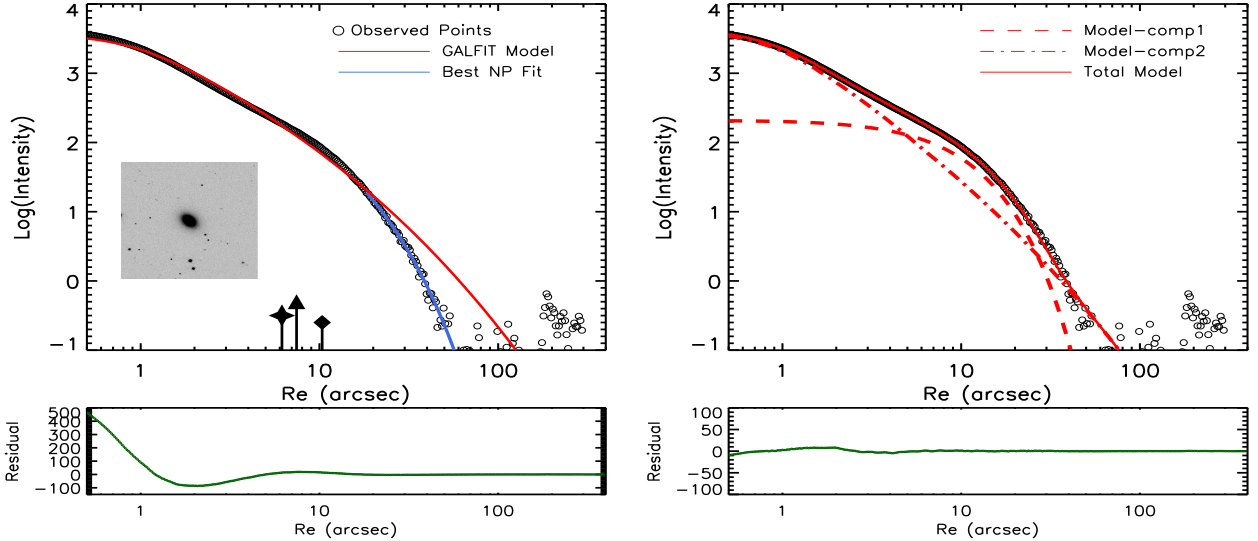 4
3
2
1
0
−1
Log(Intensity)
Observed Points
GALFIT Model
Best NP Fit
1
10
100
Re (arcsec)
500
400
300
200
100
0
−100
Residual
1
10
100
Re (arcsec)
4
3
2
1
0
−1
Log(Intensity)
Model−comp1
Model−comp2
Total Model
1
10
100
Re (arcsec)
100
50
0
−50
−100
Residual
1
10
100
Re (arcsec)